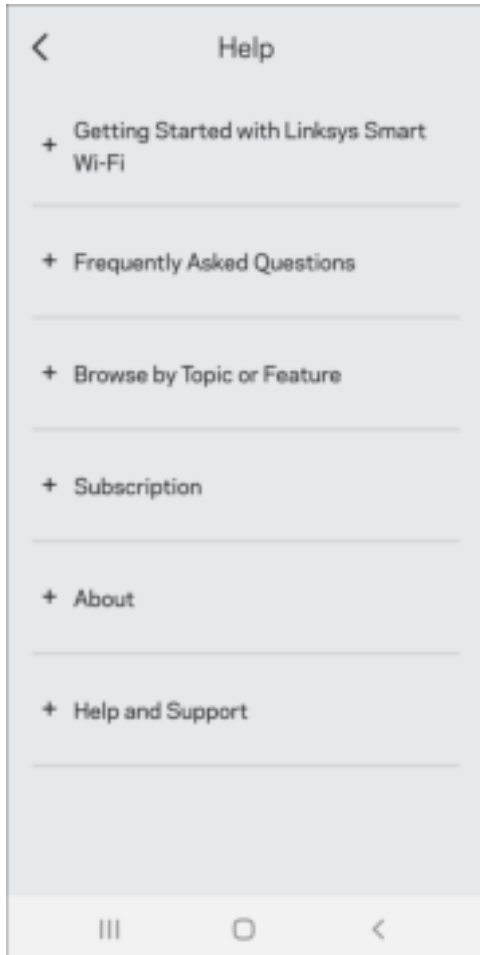 Help
Getting Started with Linksys Smart
Wi-Fi
Frequently Asked Questions
Browse by Topic or Feature
Subscription
About
Help and Support